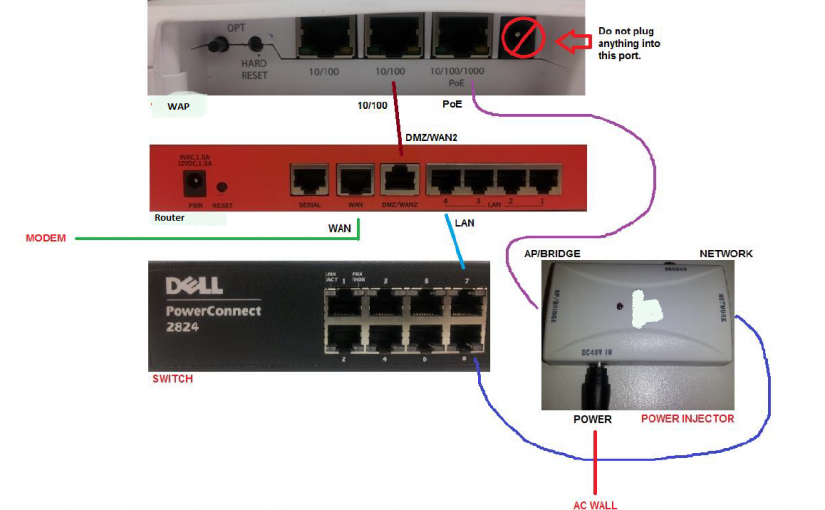 OPT
HARD
RESET
10/100
10/100
10/100/1000
PoE
Do not plug
anything into
this port.
WAP
10/100
PoE
DMZ/WAN2
9VAC,1.5A
12VDC,1.5A
PWR
RESET
SERIAL
WAN
DMZ/WAN2
4
3
2
1
LAN
Router
WAN
LAN
MODEM
AP/BRIDGE
NETWORK
DELL
PowerConnect
2824
LNK
ACT
1
FDX
/HDX
3
5
7
2
4
6
8
SWITCH
AP/BRIDGE
NETWORK
DC48V IN
POWER
POWER INJECTOR
AC WALL